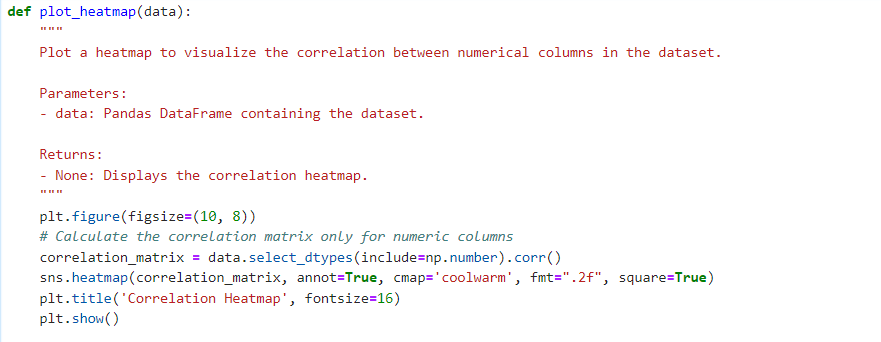 def plot_heatmap(data):
    """
    Plot a heatmap to visualize the correlation between numerical columns in the dataset.

    Parameters:
    - data: Pandas DataFrame containing the dataset.

    Returns:
    - None: Displays the correlation heatmap.
    """
    plt.figure(figsize=(10, 8))
    # Calculate the correlation matrix only for numeric columns
    correlation_matrix = data.select_dtypes(include=np.number).corr()
    sns.heatmap(correlation_matrix, annot=True, cmap='coolwarm', fmt=".2f", square=True)
    plt.title('Correlation Heatmap', fontsize=16)
    plt.show()